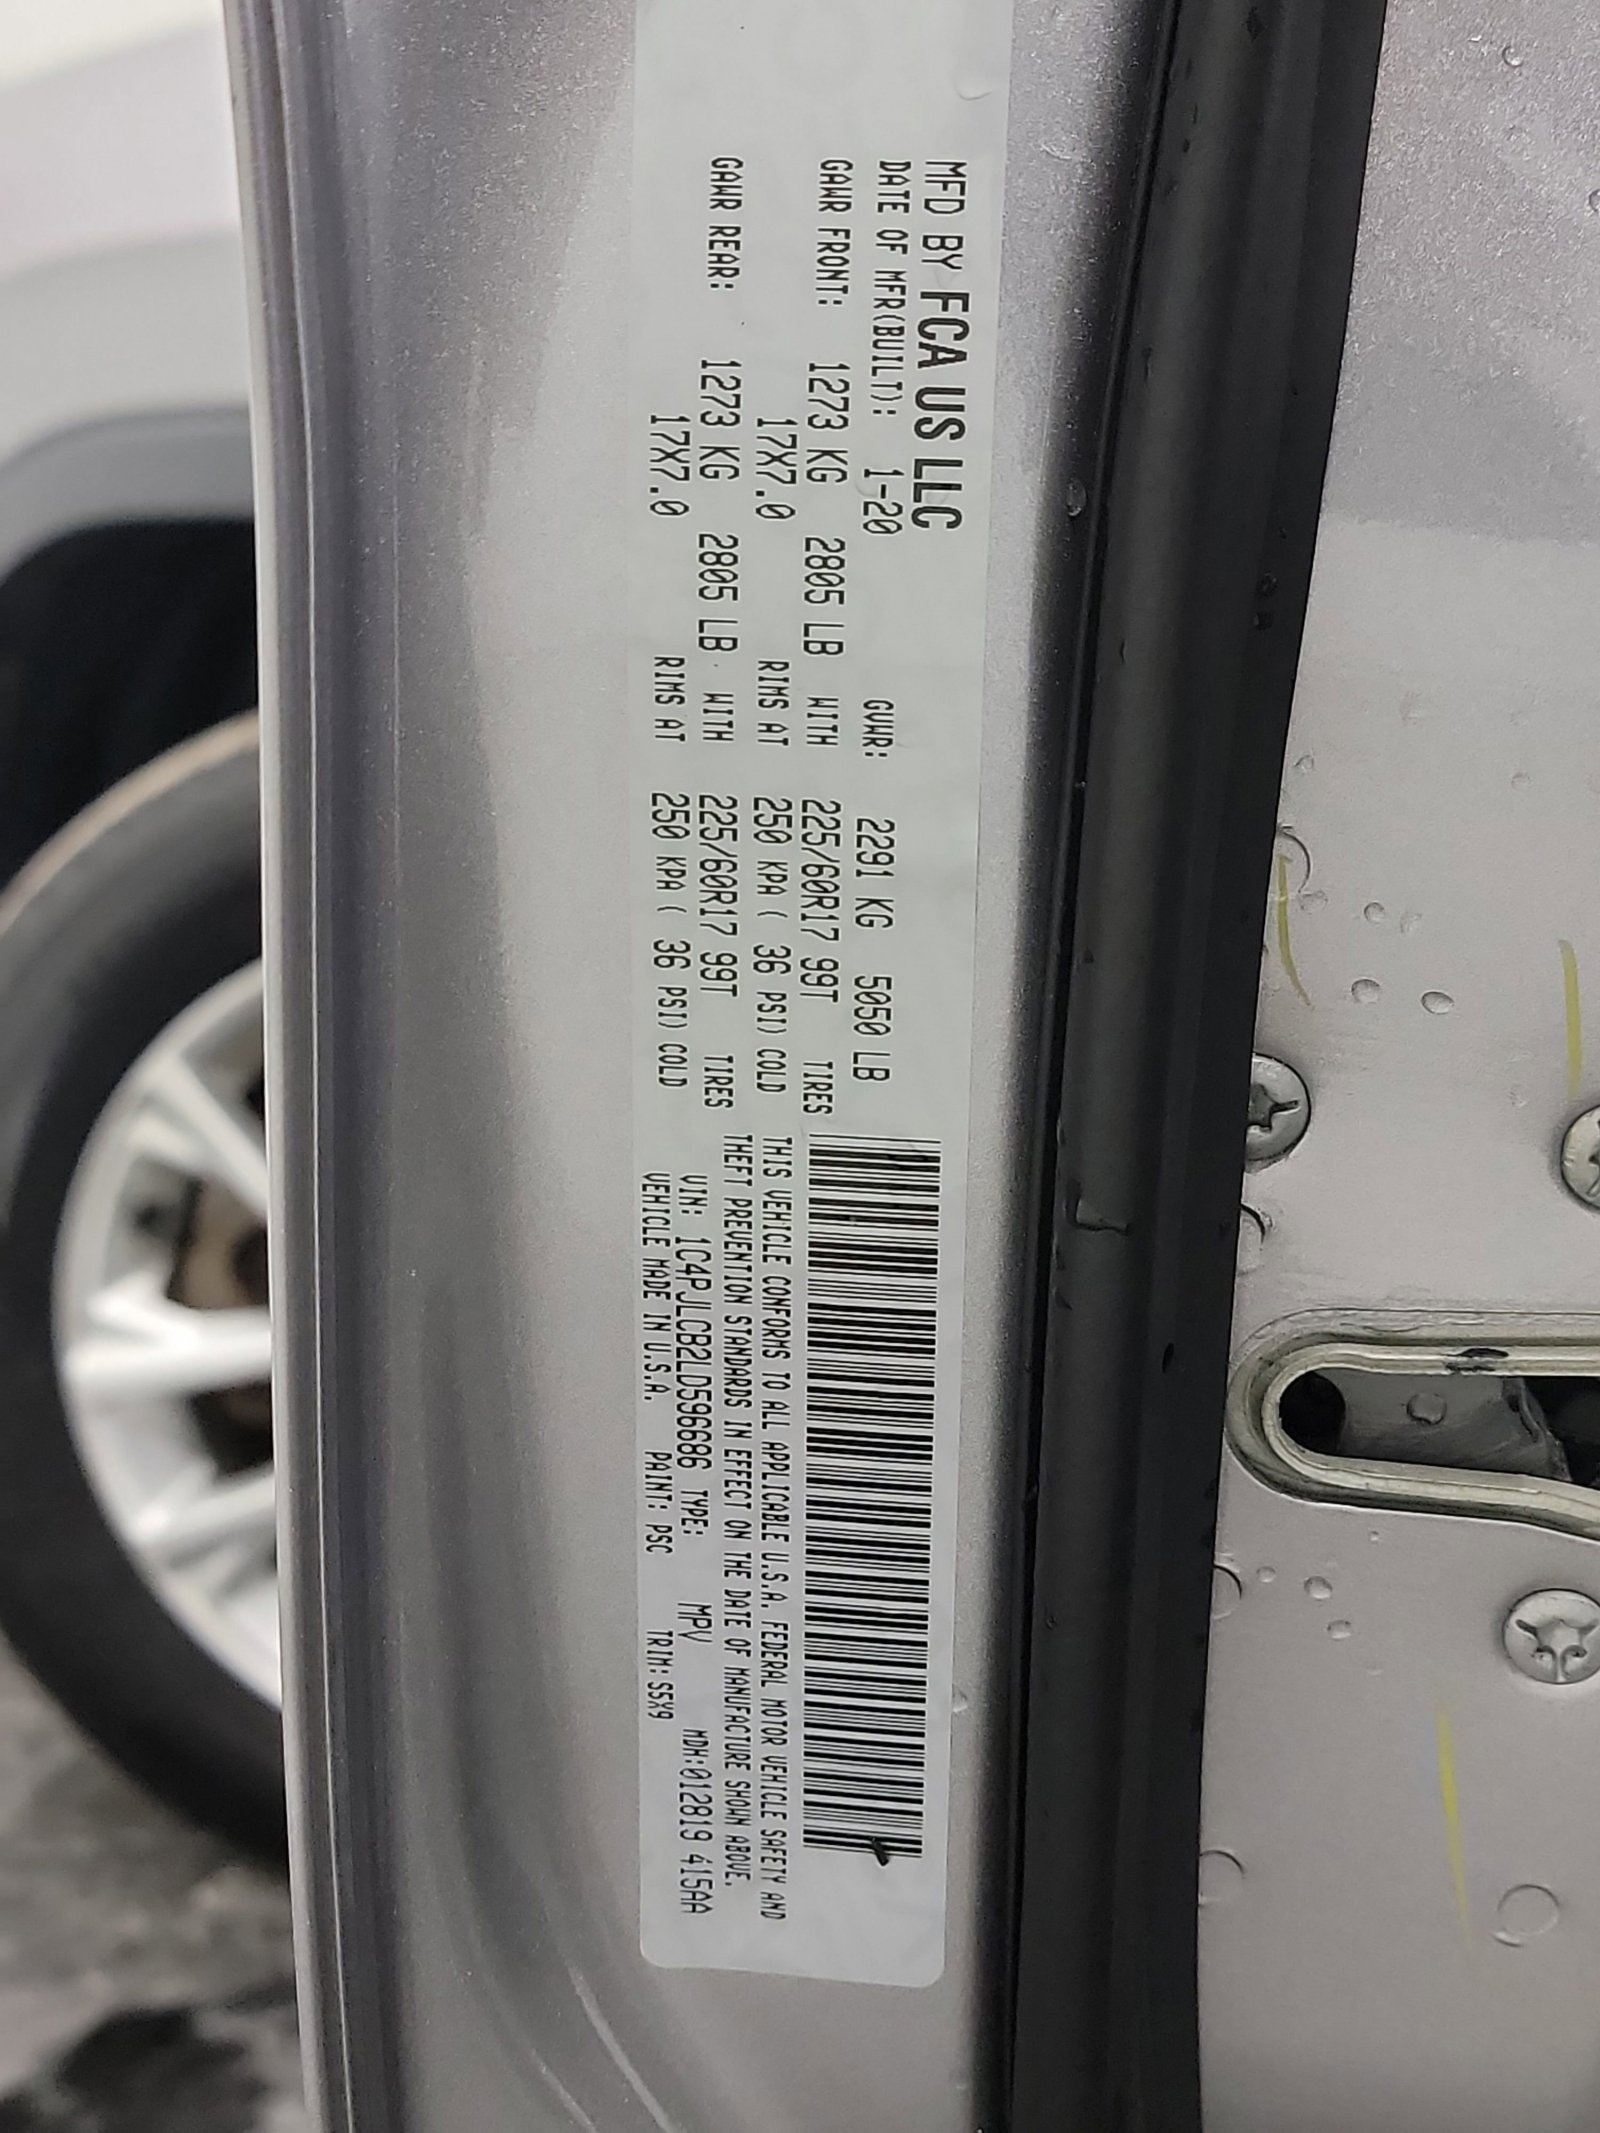 MFD BY FCA US LLC
DATE OF MFR(BUILT): 1-20 GVWR: 2291 KG 5050 LB
GAWR FRONT: 1273 KG 2805 LB WITH 225/60R17 99T TIRES
17X7.0 RIMS AT 250 KPA ( 36 PSI) COLD
GAWR REAR: 1273 KG 2805 LB WITH 225/60R17 99T TIRES
17X7.0 RIMS AT 250 KPA ( 36 PSI) COLD
THIS VEHICLE CONFORMS TO ALL APPLICABLE U.S.A. FEDERAL MOTOR VEHICLE SAFETY AND
THEFT PREVENTION STANDARDS IN EFFECT ON THE DATE OF MANUFACTURE SHOWN ABOVE.
VIN: 1C4PJLCB2LD596686 TYPE: MPV MDH:012819 415AA
VEHICLE MADE IN U.S.A. PAINT: PSC TRIM: S5X9